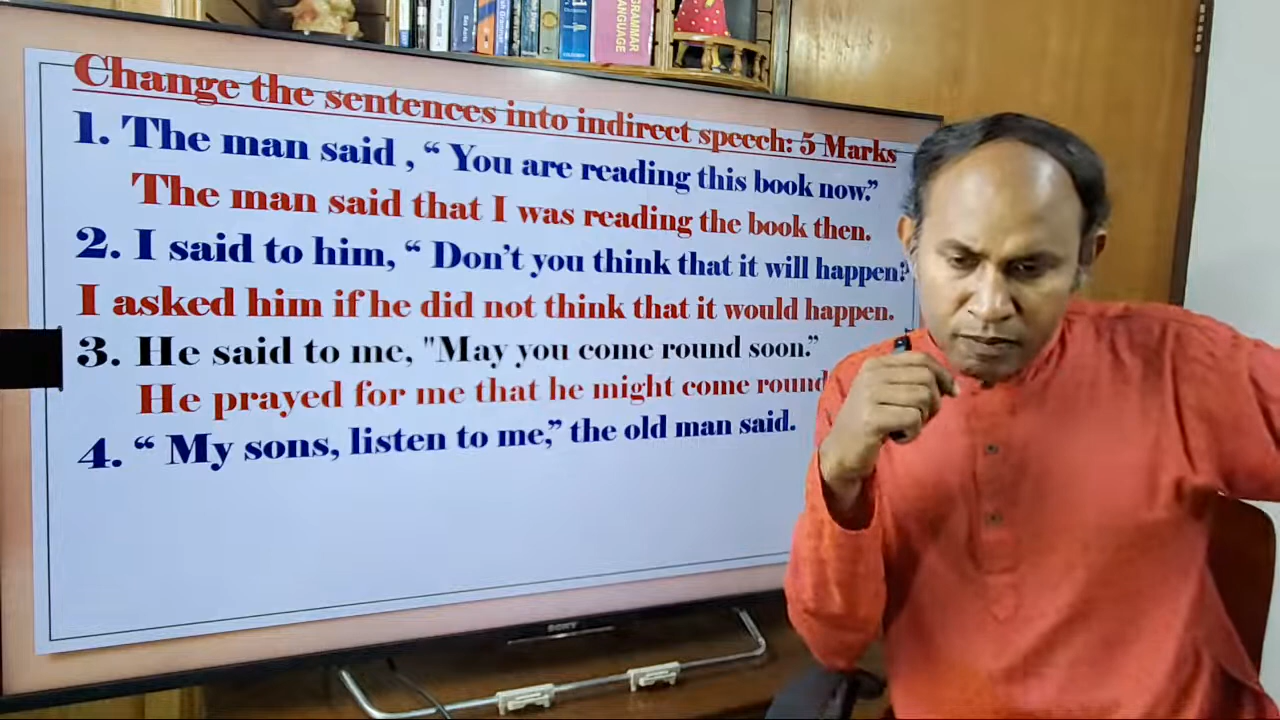 GRAMMAR
LANGUAGE
Change the sentences into indirect speech: 5 Marks
1. The man said , “ You are reading this book now.”
The man said that I was reading the book then.
2. I said to him, “ Don’t you think that it will happen?
I asked him if he did not think that it would happen.
3. He said to me, "May you come round soon.”
He prayed for me that he might come round
4. “ My sons, listen to me,” the old man said.
SONY